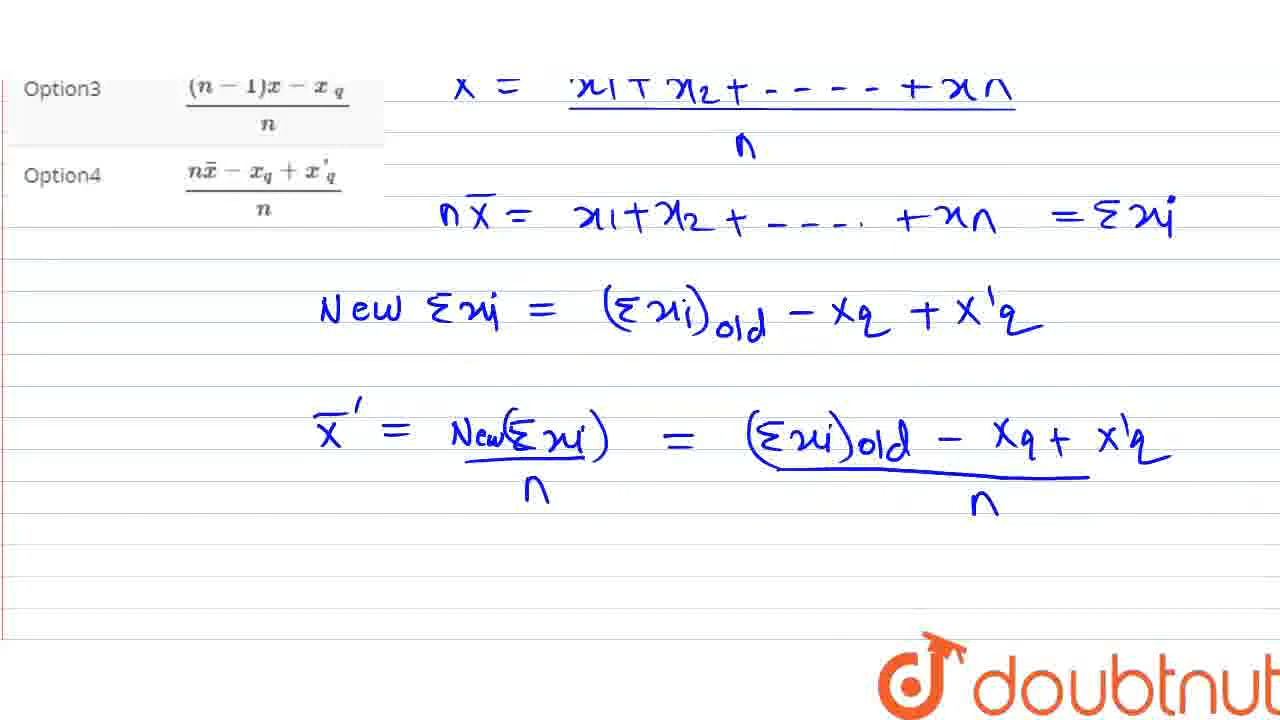 Option3 (n − 1)x − x q / n
x = x1 + x2 + - - - - - + xn / n
Option4 nx̄ − xq + x'q / n
nx̄ = x1 + x2 + - - - - . + xn = Σxi
New Σxi = (Σxi)old − xq + x'q
x̄' = New(Σxi) / n = (Σxi)old − xq + x'q / n
doubtnut